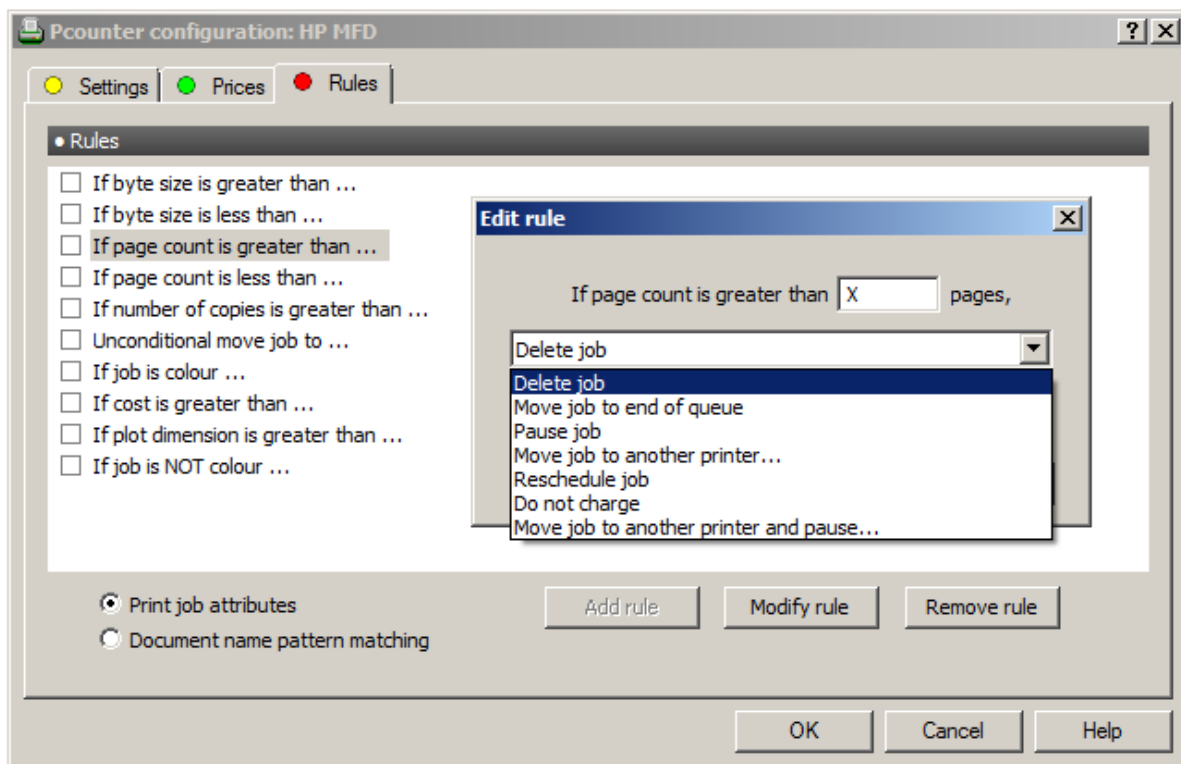 Pcounter configuration: HP MFD
Settings
Prices
Rules
• Rules
If byte size is greater than ...
If byte size is less than ...
If page count is greater than ...
If page count is less than ...
If number of copies is greater than ...
Unconditional move job to ...
If job is colour ...
If cost is greater than ...
If plot dimension is greater than ...
If job is NOT colour ...
Edit rule
If page count is greater than X pages,
Delete job
Delete job
Move job to end of queue
Pause job
Move job to another printer...
Reschedule job
Do not charge
Move job to another printer and pause...
Print job attributes
Document name pattern matching
Add rule
Modify rule
Remove rule
OK
Cancel
Help